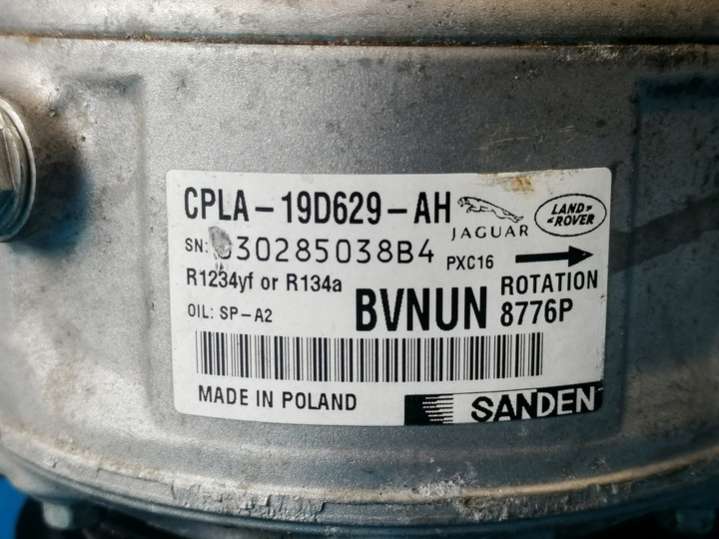 CPLA-19D629-AH
JAGUAR
LAND ROVER
SN: 30285038B4
PXC16
R1234yf or R134a
ROTATION
OIL: SP-A2
BVNUN
8776P
MADE IN POLAND
SANDEN